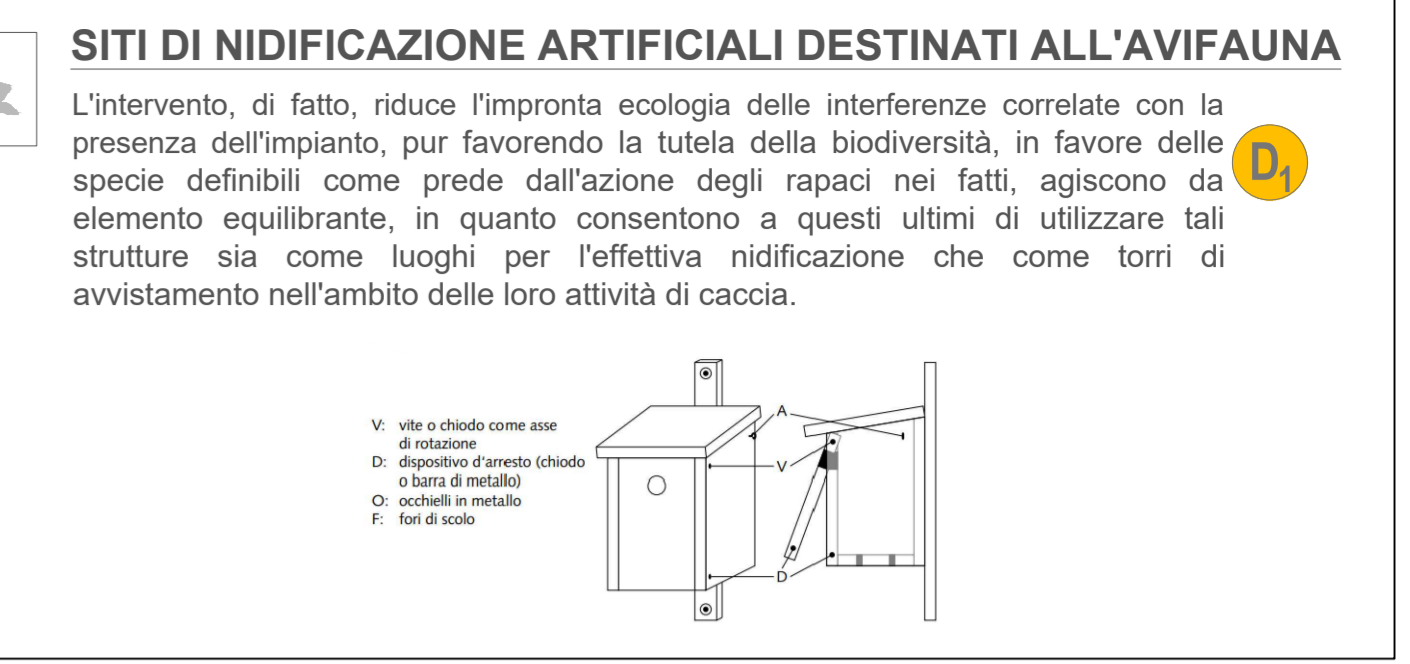 SITI DI NIDIFICAZIONE ARTIFICIALI DESTINATI ALL'AVIFAUNA
L'intervento, di fatto, riduce l'impronta ecologia delle interferenze correlate con la
presenza dell'impianto, pur favorendo la tutela della biodiversità, in favore delle
specie definibili come prede dall'azione degli rapaci nei fatti, agiscono da
elemento equilibrante, in quanto consentono a questi ultimi di utilizzare tali
strutture sia come luoghi per l'effettiva nidificazione che come torri di
avvistamento nell'ambito delle loro attività di caccia.
D1
V: vite o chiodo come asse
di rotazione
D: dispositivo d'arresto (chiodo
o barra di metallo)
O: occhielli in metallo
F: fori di scolo
A
V
D